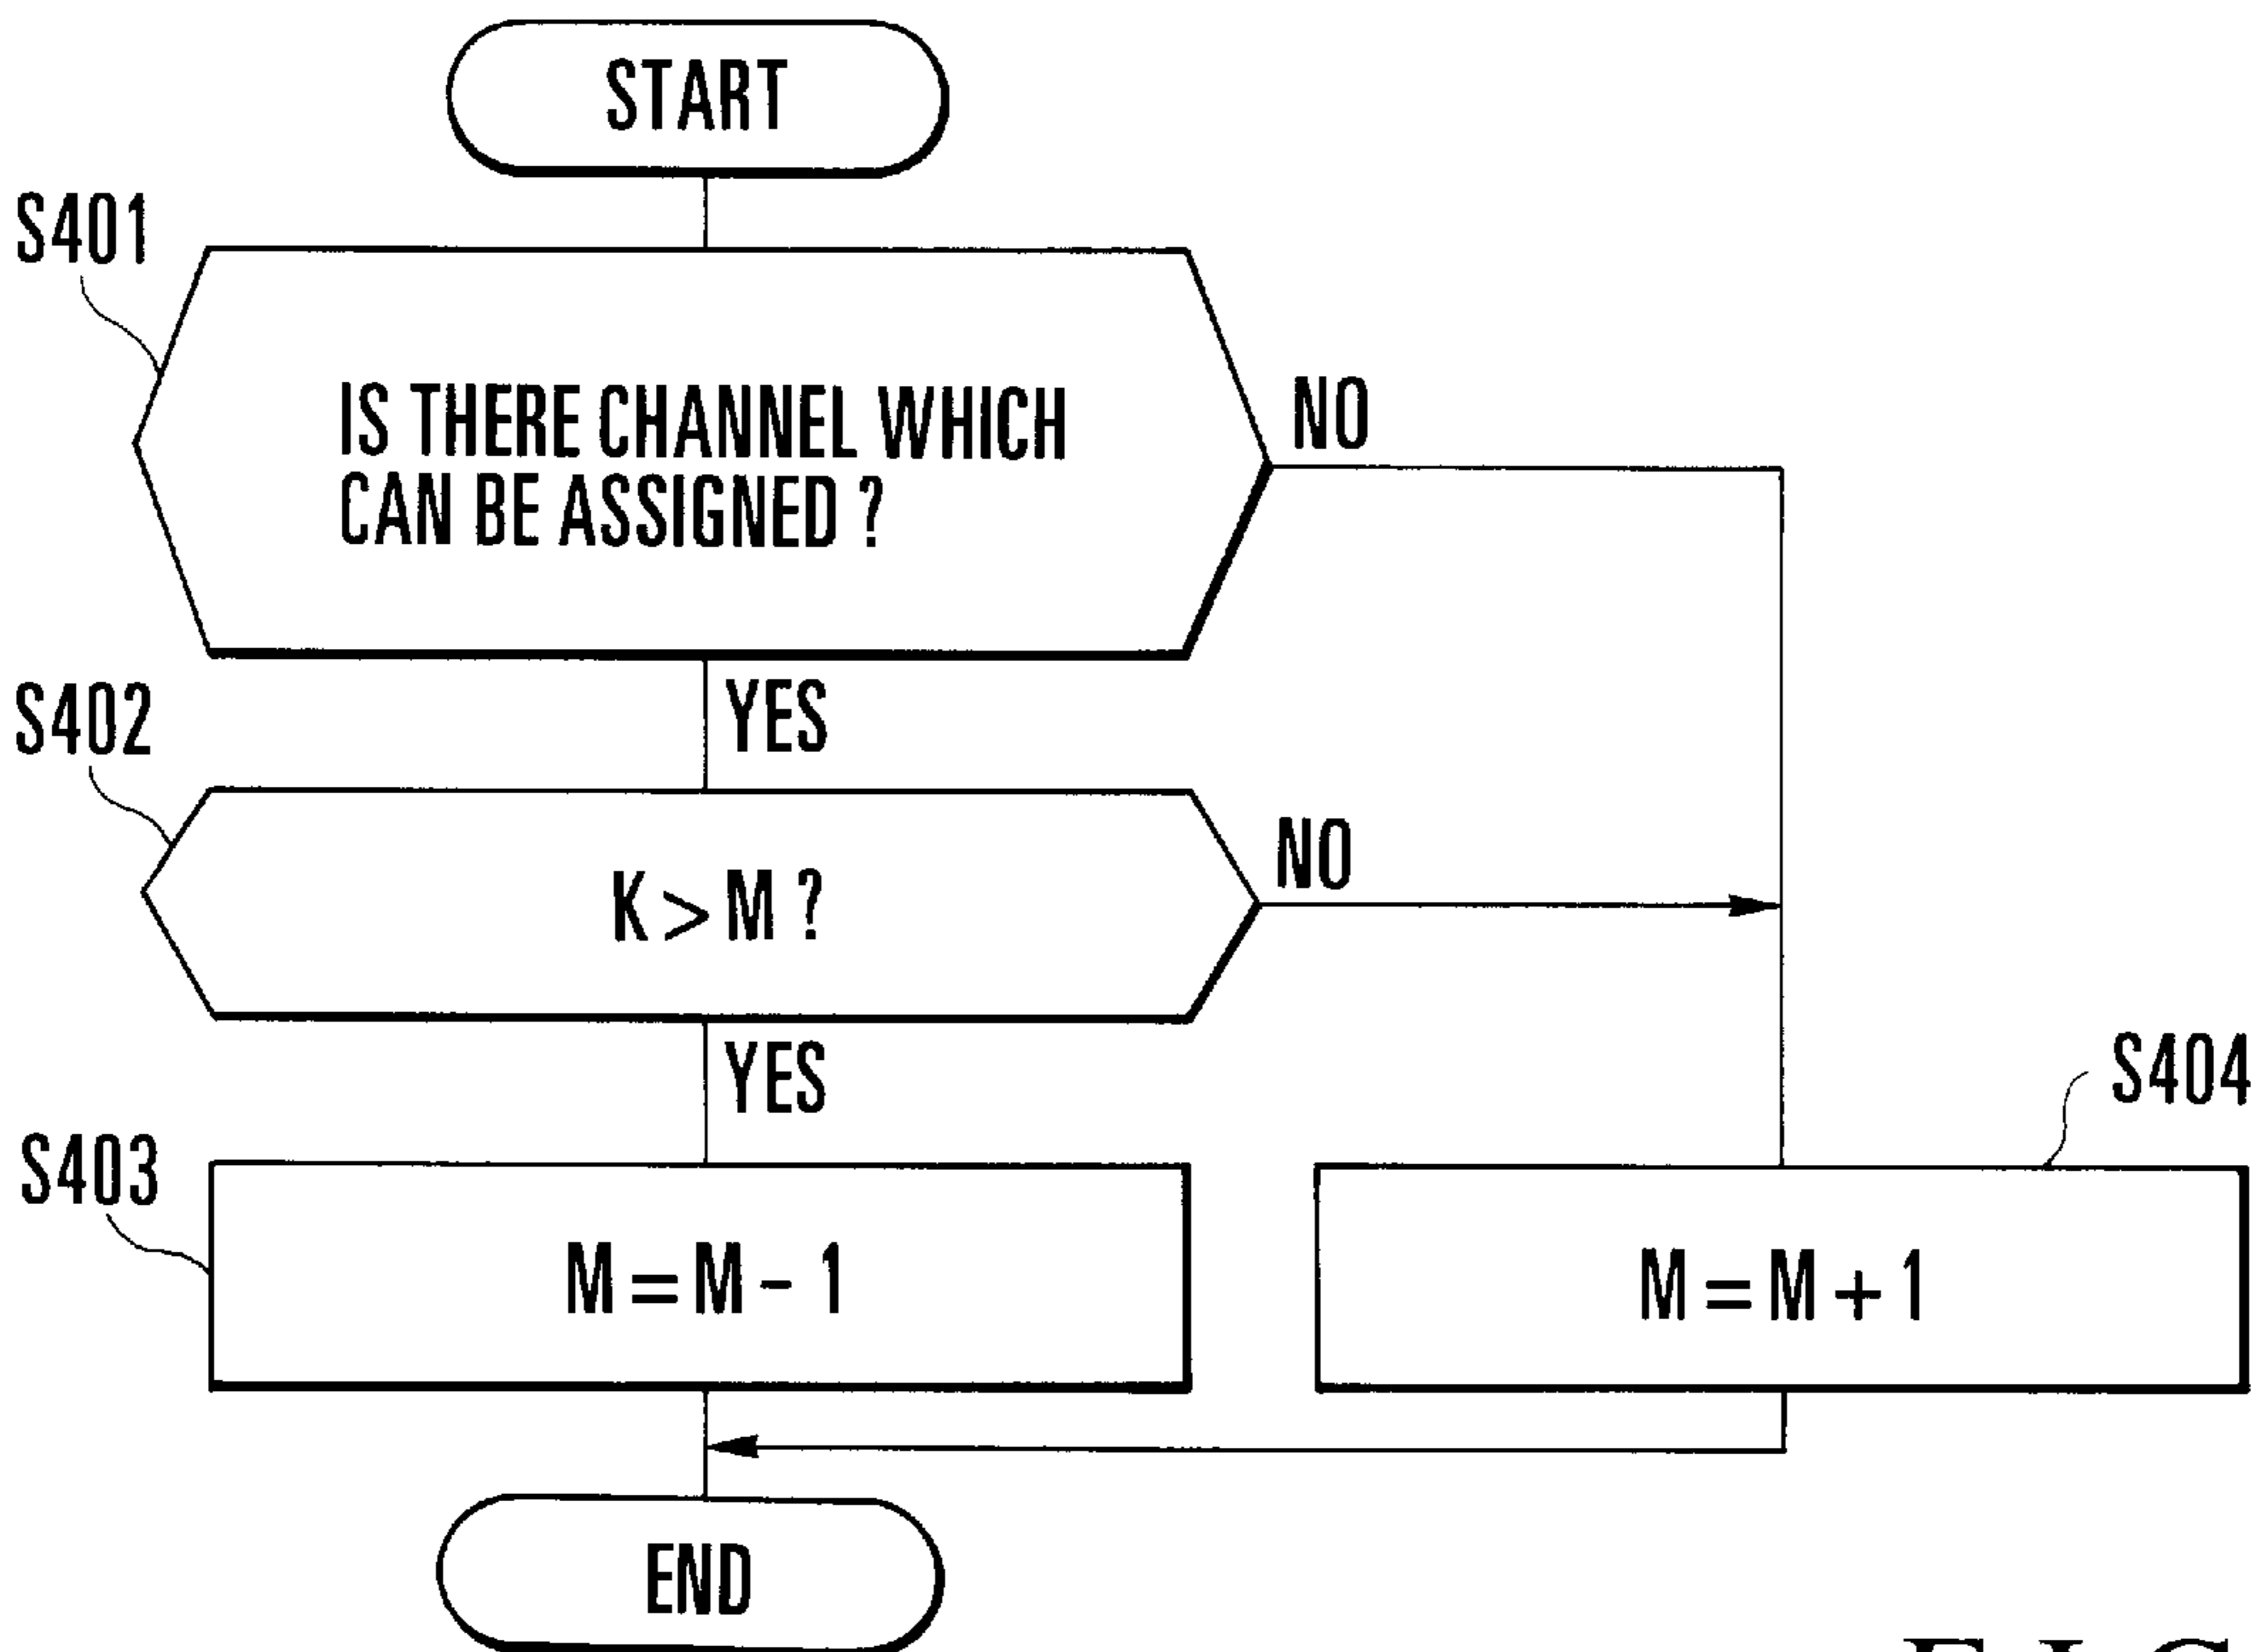 START
S401
IS THERE CHANNEL WHICH
CAN BE ASSIGNED ?
NO
YES
S402
K > M ?
NO
YES
S403
M = M - 1
S404
M = M + 1
END